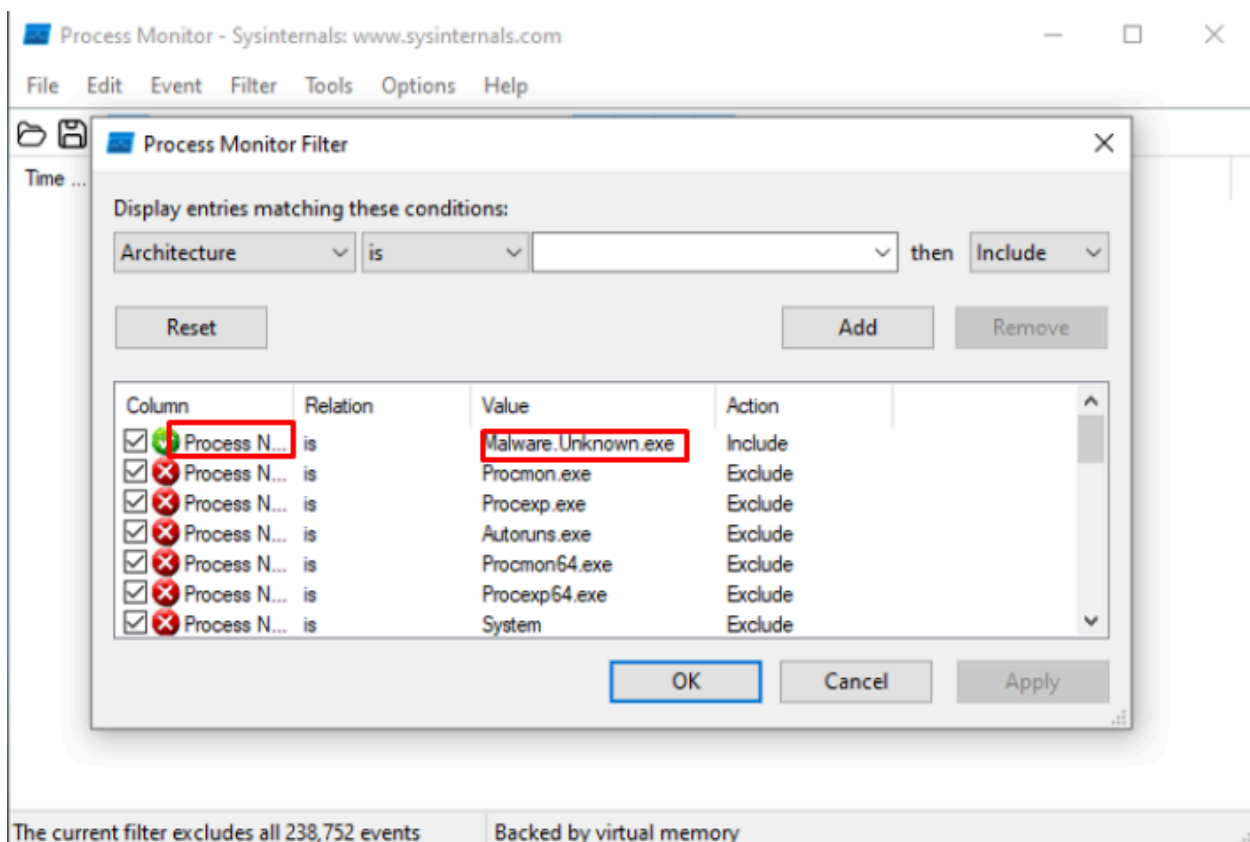 Process Monitor - Sysinternals: www.sysinternals.com
File Edit Event Filter Tools Options Help
Process Monitor Filter
Time ...
Display entries matching these conditions:
Architecture is then Include
Reset Add Remove
Column Relation Value Action
Process N... is Malware.Unknown.exe Include
Process N... is Procmon.exe Exclude
Process N... is Procexp.exe Exclude
Process N... is Autoruns.exe Exclude
Process N... is Procmon64.exe Exclude
Process N... is Procexp64.exe Exclude
Process N... is System Exclude
OK Cancel Apply
The current filter excludes all 238,752 events Backed by virtual memory